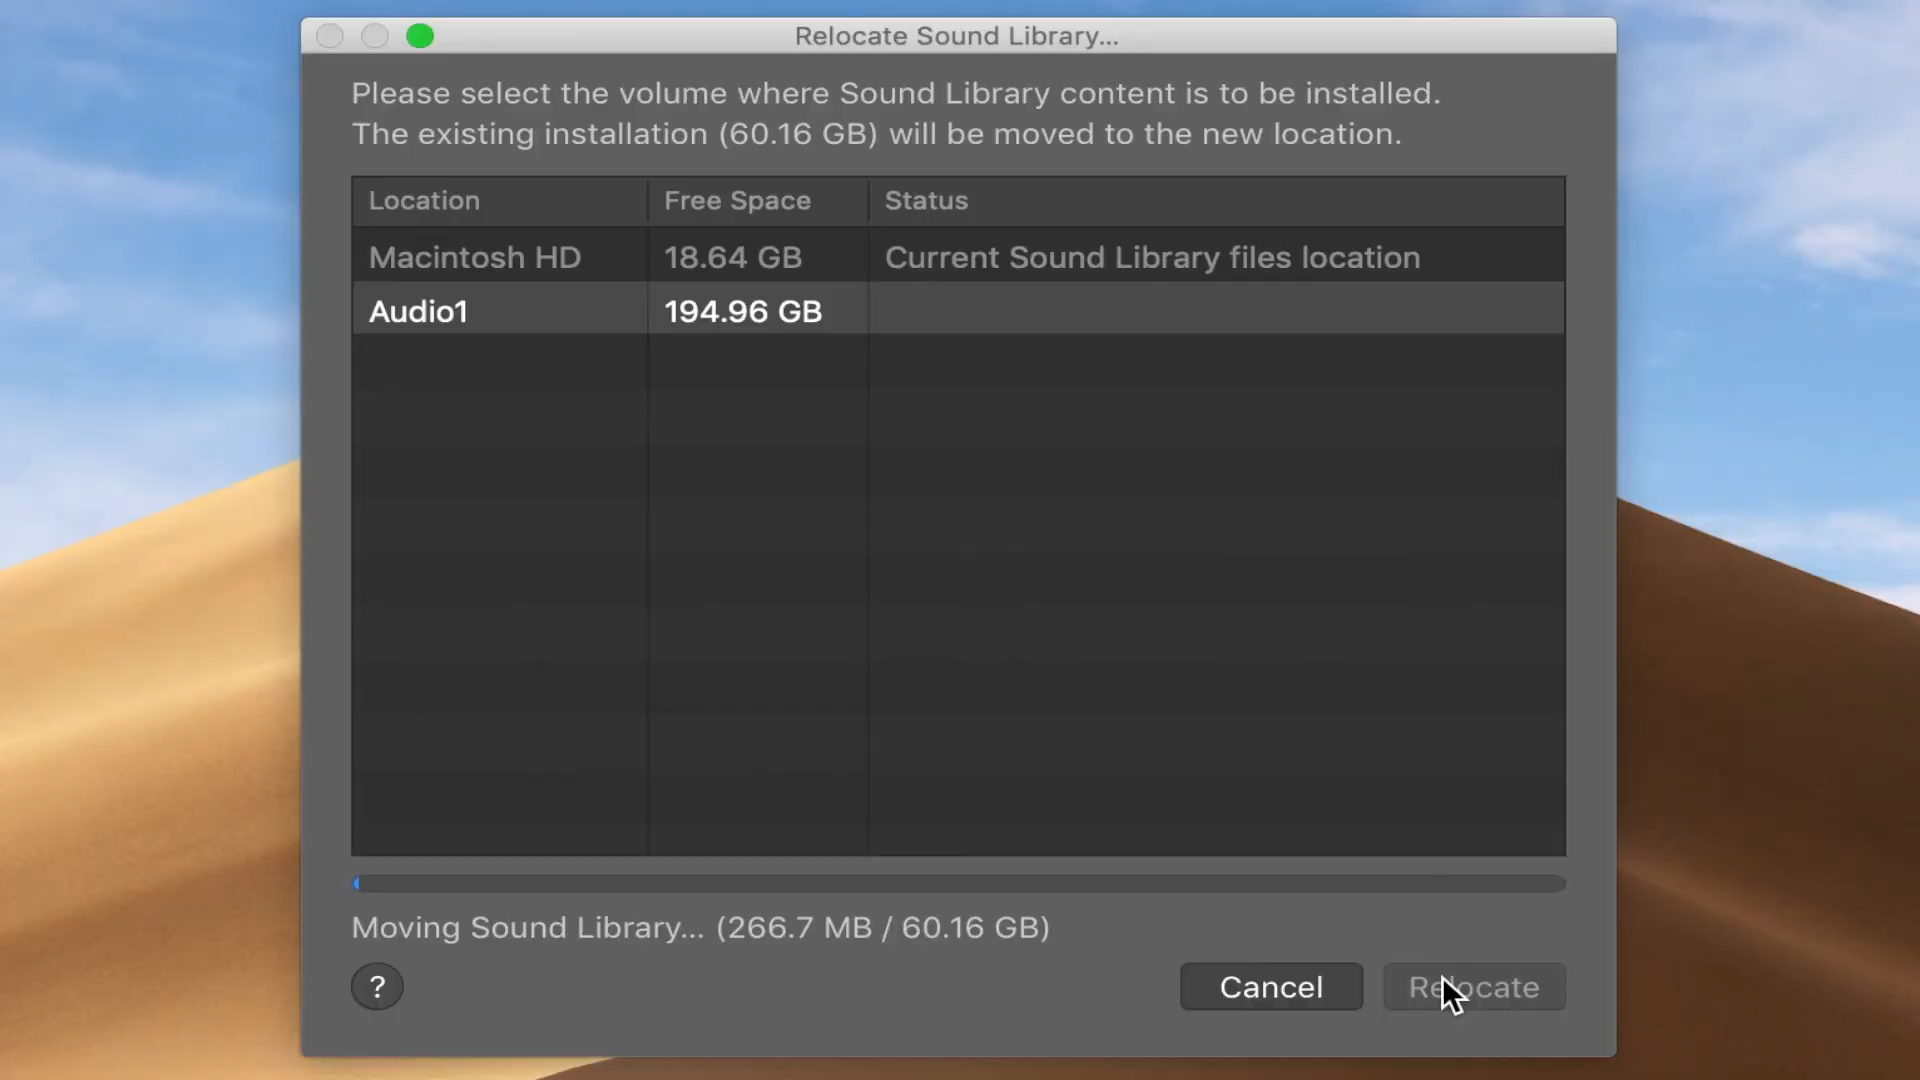 Relocate Sound Library...
Please select the volume where Sound Library content is to be installed.
The existing installation (60.16 GB) will be moved to the new location.
Location Free Space Status
Macintosh HD 18.64 GB Current Sound Library files location
Audio1 194.96 GB
Moving Sound Library... (266.7 MB / 60.16 GB)
? Cancel Relocate